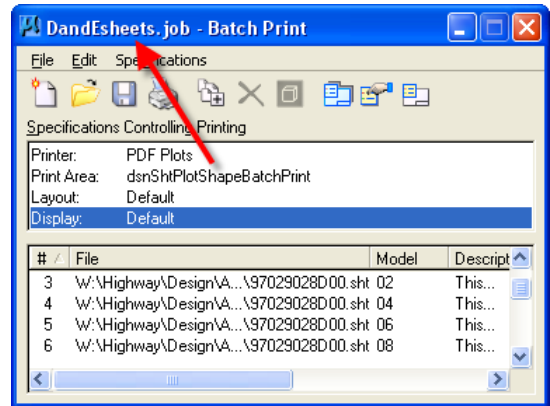 DandEsheets.job - Batch Print
File Edit Specifications
Specifications Controlling Printing
Printer: PDF Plots
Print Area: dsnShtPlotShapeBatchPrint
Layout: Default
Display: Default
# File Model Descript
3 W:\Highway\Design\A...\97029028D00.sht 02 This...
4 W:\Highway\Design\A...\97029028D00.sht 04 This...
5 W:\Highway\Design\A...\97029028D00.sht 06 This...
6 W:\Highway\Design\A...\97029028D00.sht 08 This...